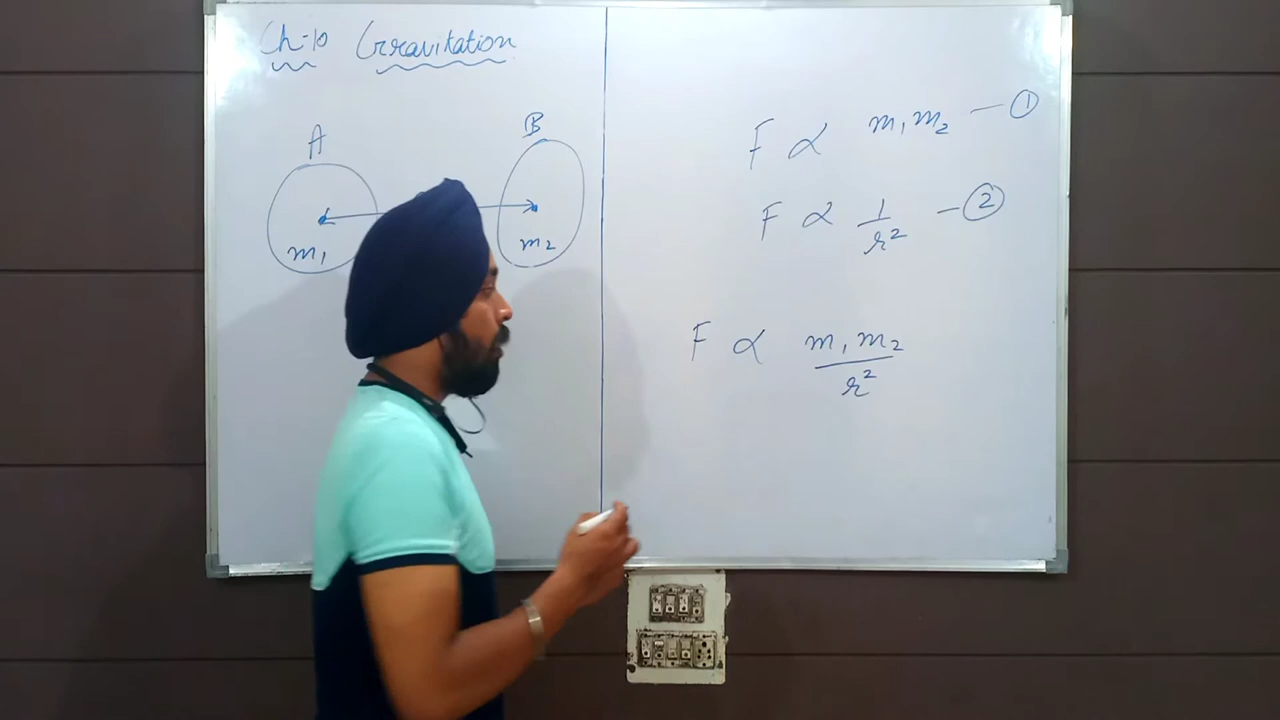 Ch-10 Gravitation
A
B
m₁
m₂
F ∝ m₁m₂ — ①
F ∝ 1/r² — ②
F ∝ m₁m₂/r²